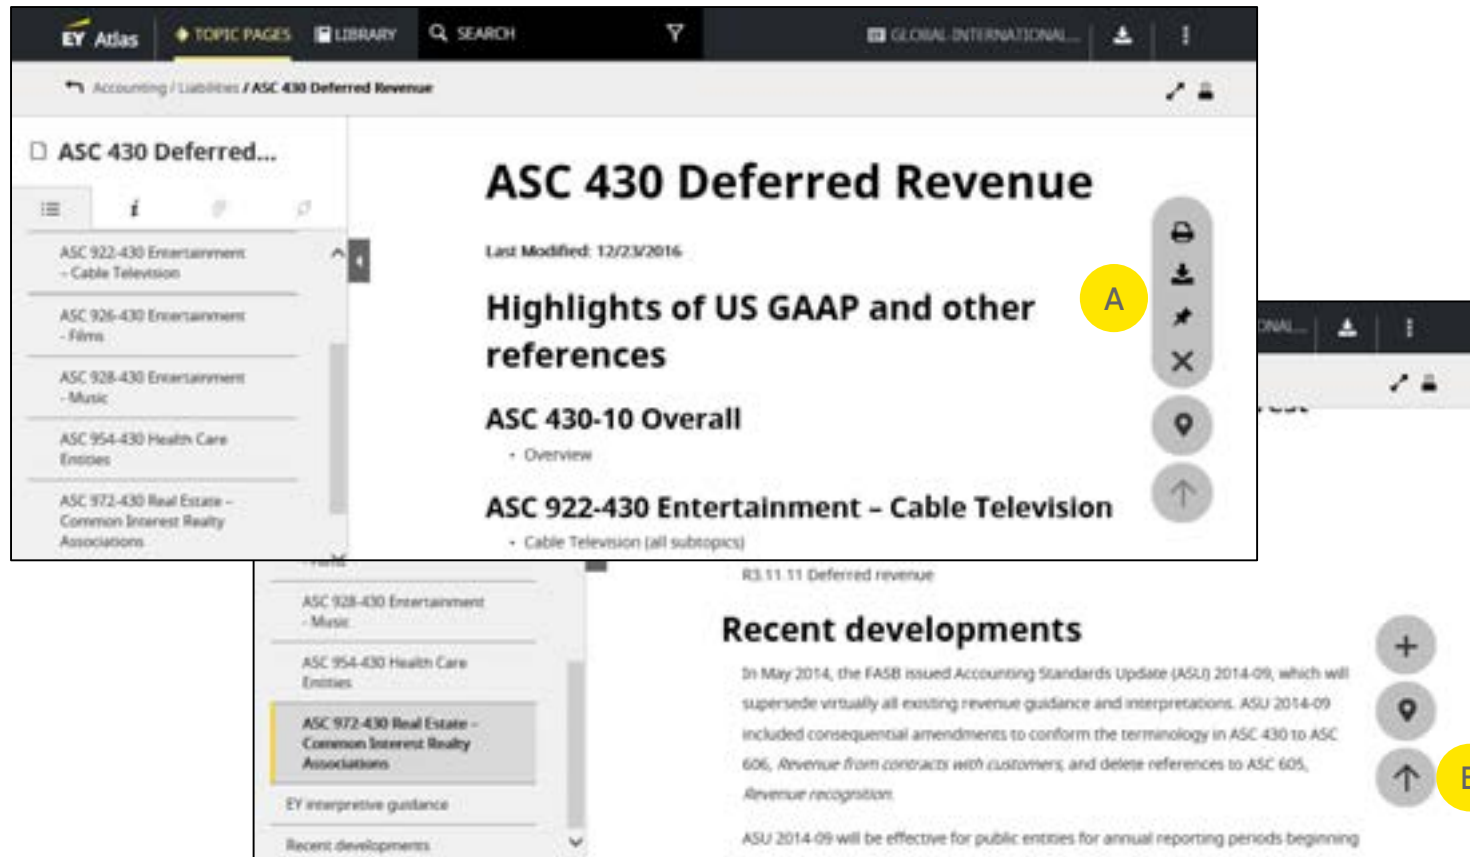 EY Atlas
TOPIC PAGES
LIBRARY
SEARCH
GLOBAL INTERNATIONAL...
Accounting / Liabilities / ASC 430 Deferred Revenue
ASC 430 Deferred...
i
ASC 922-430 Entertainment
– Cable Television
ASC 926-430 Entertainment
- Films
ASC 928-430 Entertainment
- Music
ASC 954-430 Health Care
Entities
ASC 972-430 Real Estate –
Common Interest Realty
Associations
ASC 430 Deferred Revenue
Last Modified: 12/23/2016
Highlights of US GAAP and other
references
ASC 430-10 Overall
• Overview
ASC 922-430 Entertainment – Cable Television
• Cable Television (all subtopics)
A
ONAL...
ASC 928-430 Entertainment
- Music
ASC 954-430 Health Care
Entities
ASC 972-430 Real Estate –
Common Interest Realty
Associations
EY interpretive guidance
Recent developments
R3.11.11 Deferred revenue
Recent developments
In May 2014, the FASB issued Accounting Standards Update (ASU) 2014-09, which will
supersede virtually all existing revenue guidance and interpretations. ASU 2014-09
included consequential amendments to conform the terminology in ASC 430 to ASC
606, Revenue from contracts with customers, and delete references to ASC 605,
Revenue recognition.
ASU 2014-09 will be effective for public entities for annual reporting periods beginning